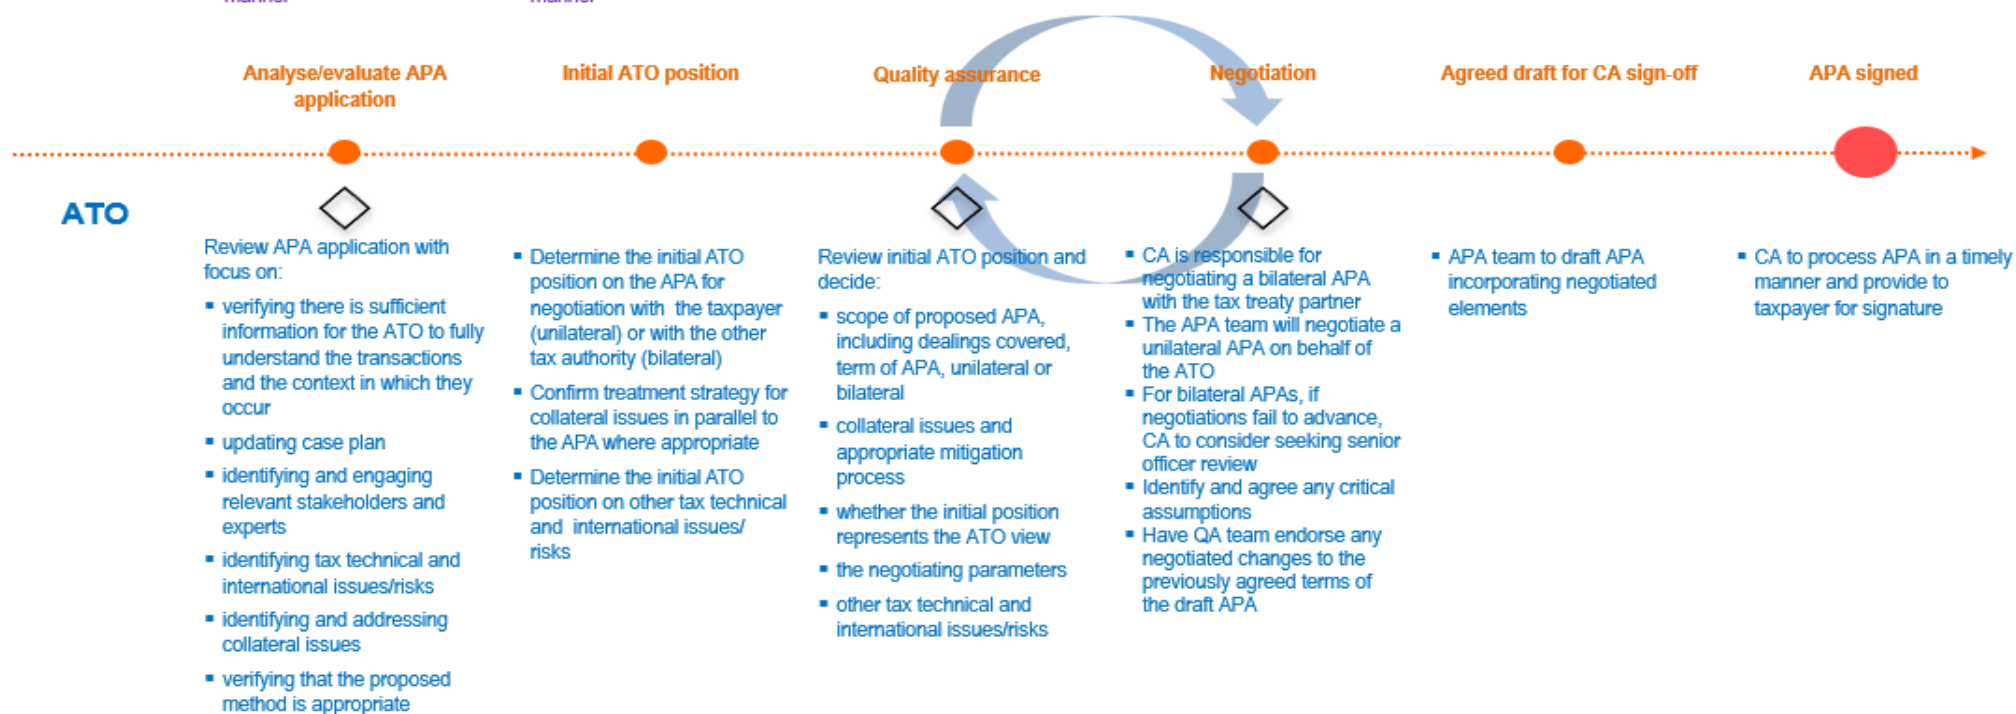 Analyse/evaluate APA
application
Initial ATO position
Quality assurance
Negotiation
Agreed draft for CA sign-off
APA signed
ATO
Review APA application with
focus on:
▪ verifying there is sufficient
information for the ATO to fully
understand the transactions
and the context in which they
occur
▪ updating case plan
▪ identifying and engaging
relevant stakeholders and
experts
▪ identifying tax technical and
international issues/risks
▪ identifying and addressing
collateral issues
▪ verifying that the proposed
method is appropriate
▪ Determine the initial ATO
position on the APA for
negotiation with the taxpayer
(unilateral) or with the other
tax authority (bilateral)
▪ Confirm treatment strategy for
collateral issues in parallel to
the APA where appropriate
▪ Determine the initial ATO
position on other tax technical
and international issues/
risks
Review initial ATO position and
decide:
▪ scope of proposed APA,
including dealings covered,
term of APA, unilateral or
bilateral
▪ collateral issues and
appropriate mitigation
process
▪ whether the initial position
represents the ATO view
▪ the negotiating parameters
▪ other tax technical and
international issues/risks
▪ CA is responsible for
negotiating a bilateral APA
with the tax treaty partner
▪ The APA team will negotiate a
unilateral APA on behalf of
the ATO
▪ For bilateral APAs, if
negotiations fail to advance,
CA to consider seeking senior
officer review
▪ Identify and agree any critical
assumptions
▪ Have QA team endorse any
negotiated changes to the
previously agreed terms of
the draft APA
▪ APA team to draft APA
incorporating negotiated
elements
▪ CA to process APA in a timely
manner and provide to
taxpayer for signature